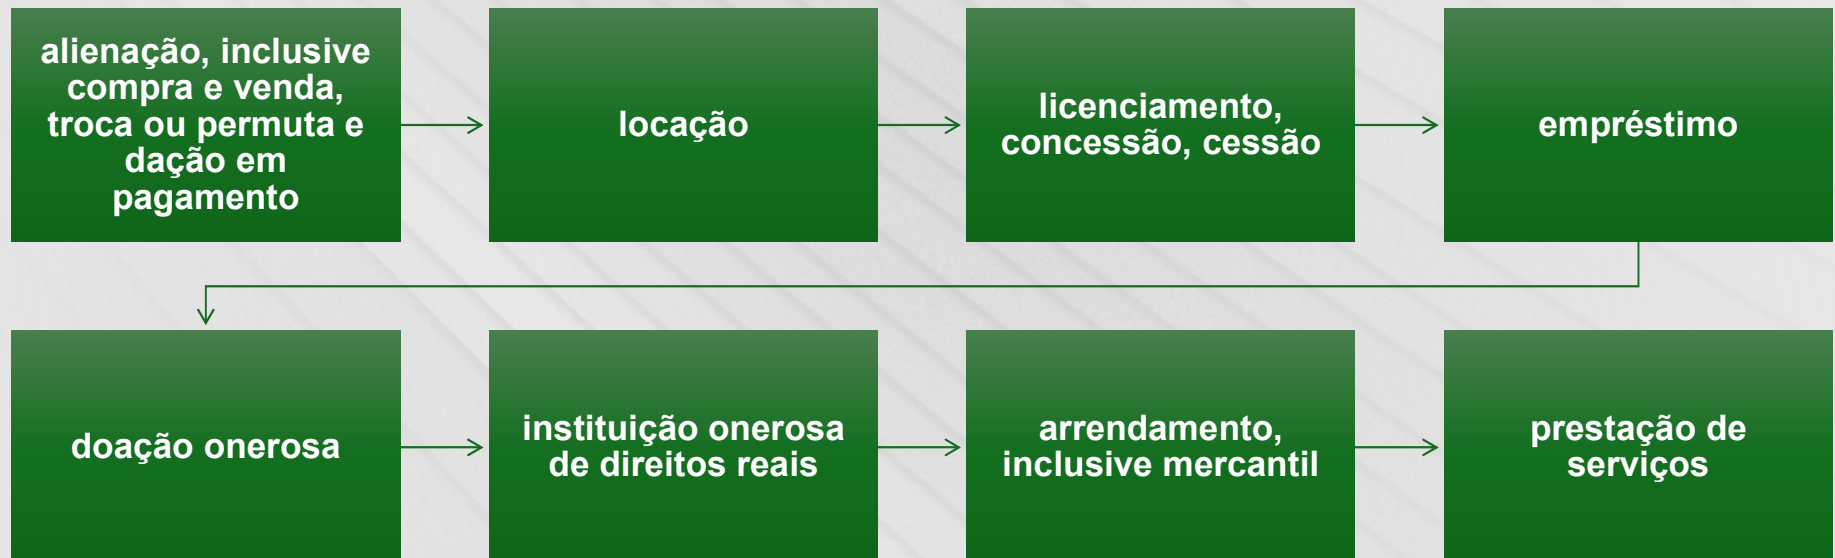 alienação, inclusive
compra e venda,
troca ou permuta e
dação em
pagamento
locação
licenciamento,
concessão, cessão
empréstimo
doação onerosa
instituição onerosa
de direitos reais
arrendamento,
inclusive mercantil
prestação de
serviços